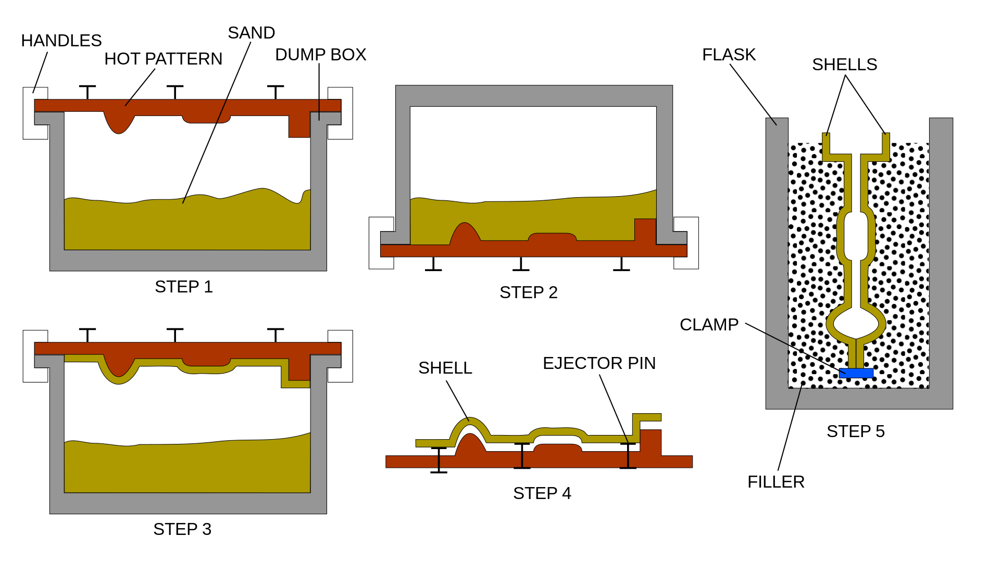 HANDLES
HOT PATTERN
SAND
DUMP BOX
STEP 1
STEP 2
STEP 3
SHELL
EJECTOR PIN
STEP 4
FLASK
SHELLS
CLAMP
STEP 5
FILLER